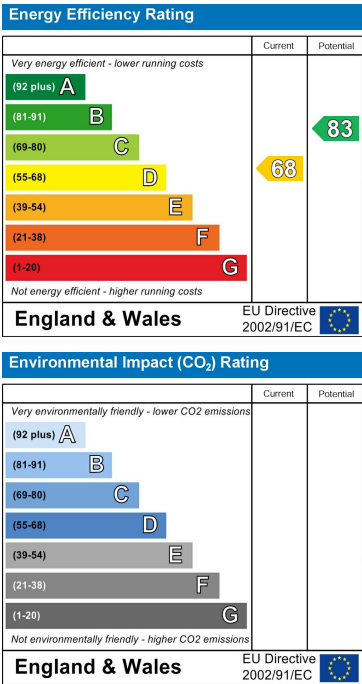 Energy Efficiency Rating
Current Potential
Very energy efficient - lower running costs
(92 plus) A
(81-91) B
(69-80) C
(55-68) D
(39-54) E
(21-38) F
(1-20) G
68
83
Not energy efficient - higher running costs
England & Wales
EU Directive
2002/91/EC
Environmental Impact (CO₂) Rating
Current Potential
Very environmentally friendly - lower CO2 emissions
(92 plus) A
(81-91) B
(69-80) C
(55-68) D
(39-54) E
(21-38) F
(1-20) G
Not environmentally friendly - higher CO2 emissions
England & Wales
EU Directive
2002/91/EC